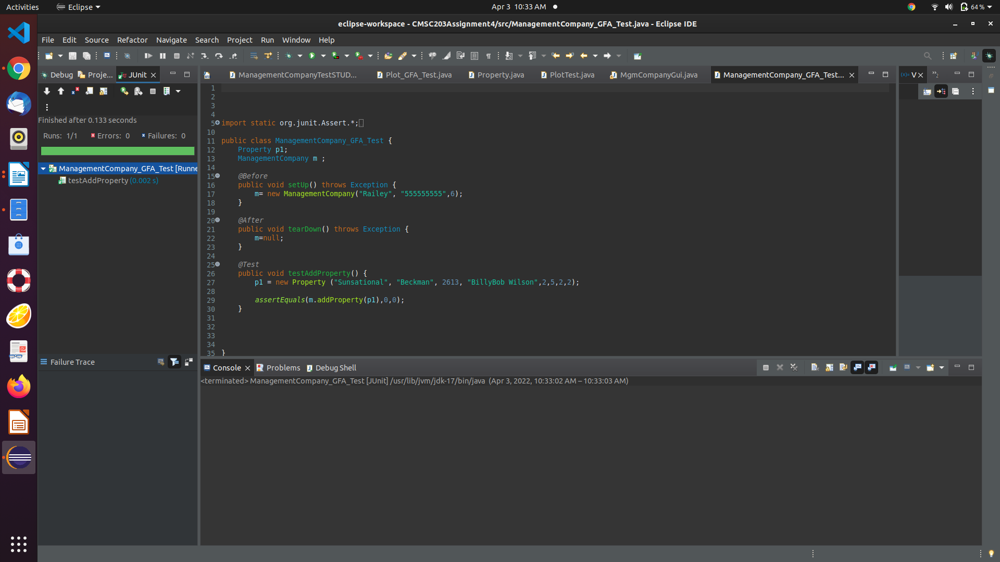 Activities Eclipse Apr 3 10:33 AM 64 %
eclipse-workspace - CMSC203Assignment4/src/ManagementCompany_GFA_Test.java - Eclipse IDE
File Edit Source Refactor Navigate Search Project Run Window Help
Debug Proje... JUnit
ManagementCompanyTestSTUD... Plot_GFA_Test.java Property.java PlotTest.java MgmCompanyGui.java ManagementCompany_GFA_Test...
V
Finished after 0.133 seconds
Runs: 1/1 Errors: 0 Failures: 0
ManagementCompany_GFA_Test [Runne
testAddProperty (0.002 s)
Failure Trace
1
2
3
4
5 import static org.junit.Assert.*;
10
11 public class ManagementCompany_GFA_Test {
12 Property p1;
13 ManagementCompany m ;
14
15 @Before
16 public void setUp() throws Exception {
17 m= new ManagementCompany("Railey", "555555555",6);
18 }
19
20 @After
21 public void tearDown() throws Exception {
22 m=null;
23 }
24
25 @Test
26 public void testAddProperty() {
27 p1 = new Property ("Sunsational", "Beckman", 2613, "BillyBob Wilson",2,5,2,2);
28
29 assertEquals(m.addProperty(p1),0,0);
30 }
31
32
33
34
35 }
Console Problems Debug Shell
<terminated> ManagementCompany_GFA_Test [JUnit] /usr/lib/jvm/jdk-17/bin/java (Apr 3, 2022, 10:33:02 AM – 10:33:03 AM)